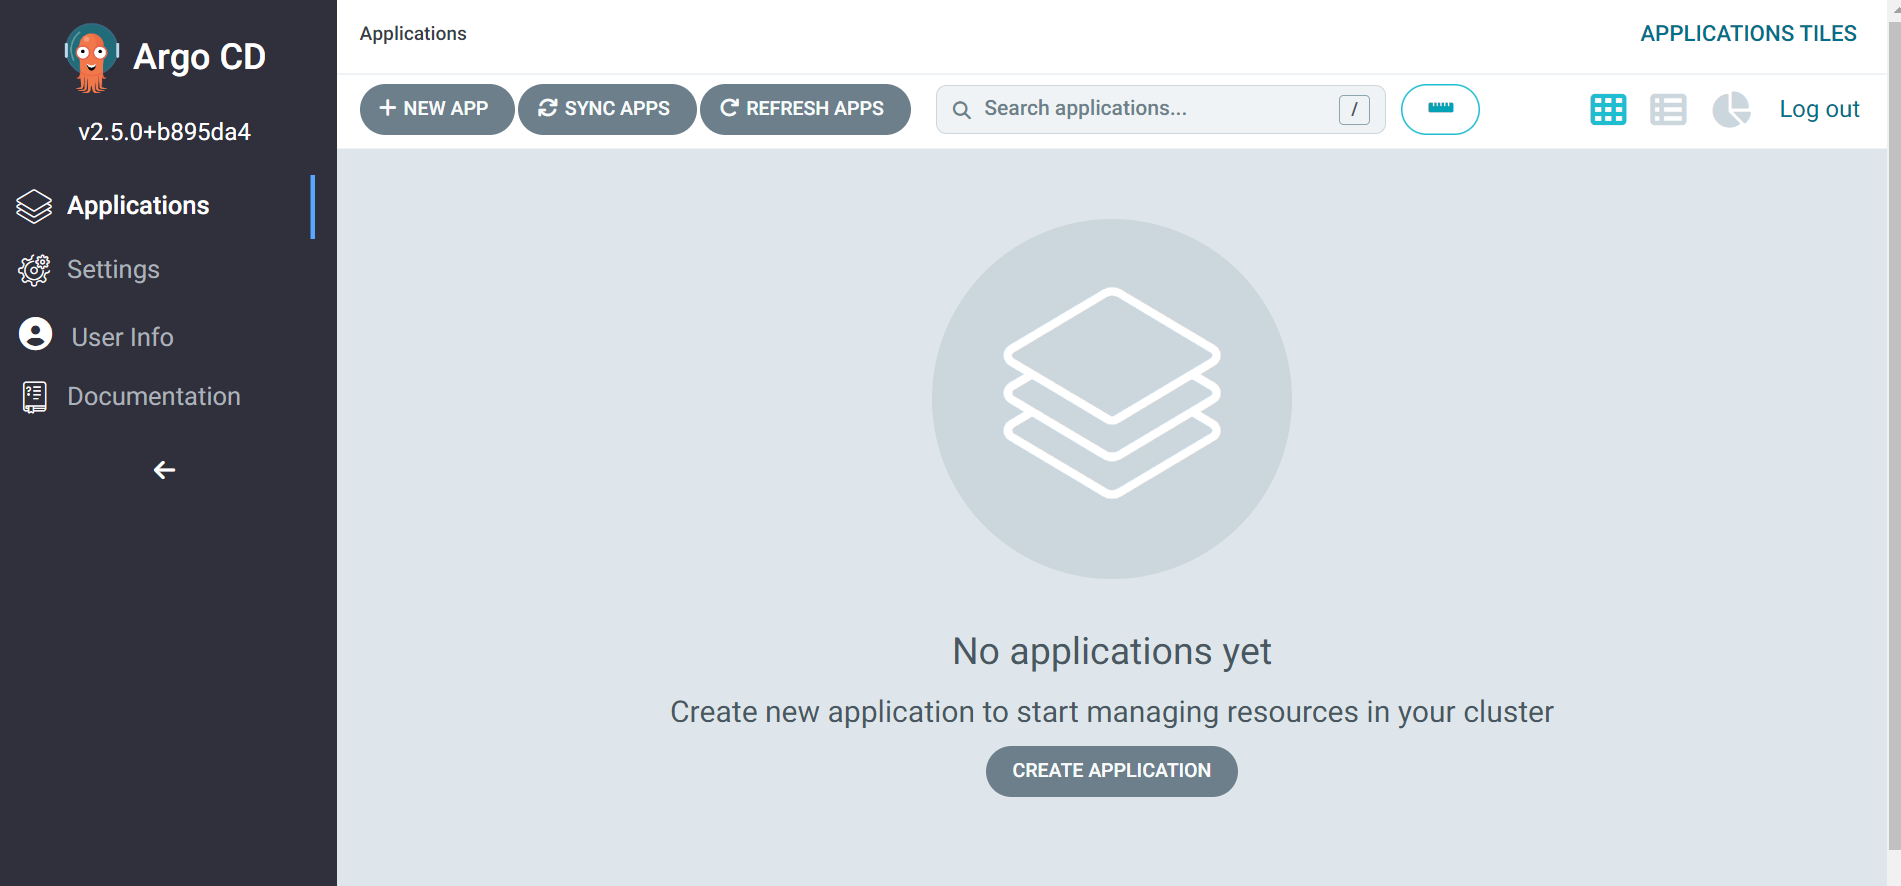 Argo CD
v2.5.0+b895da4
Applications
Settings
User Info
Documentation
Applications
APPLICATIONS TILES
NEW APP
SYNC APPS
REFRESH APPS
Search applications...
/
Log out
No applications yet
Create new application to start managing resources in your cluster
CREATE APPLICATION